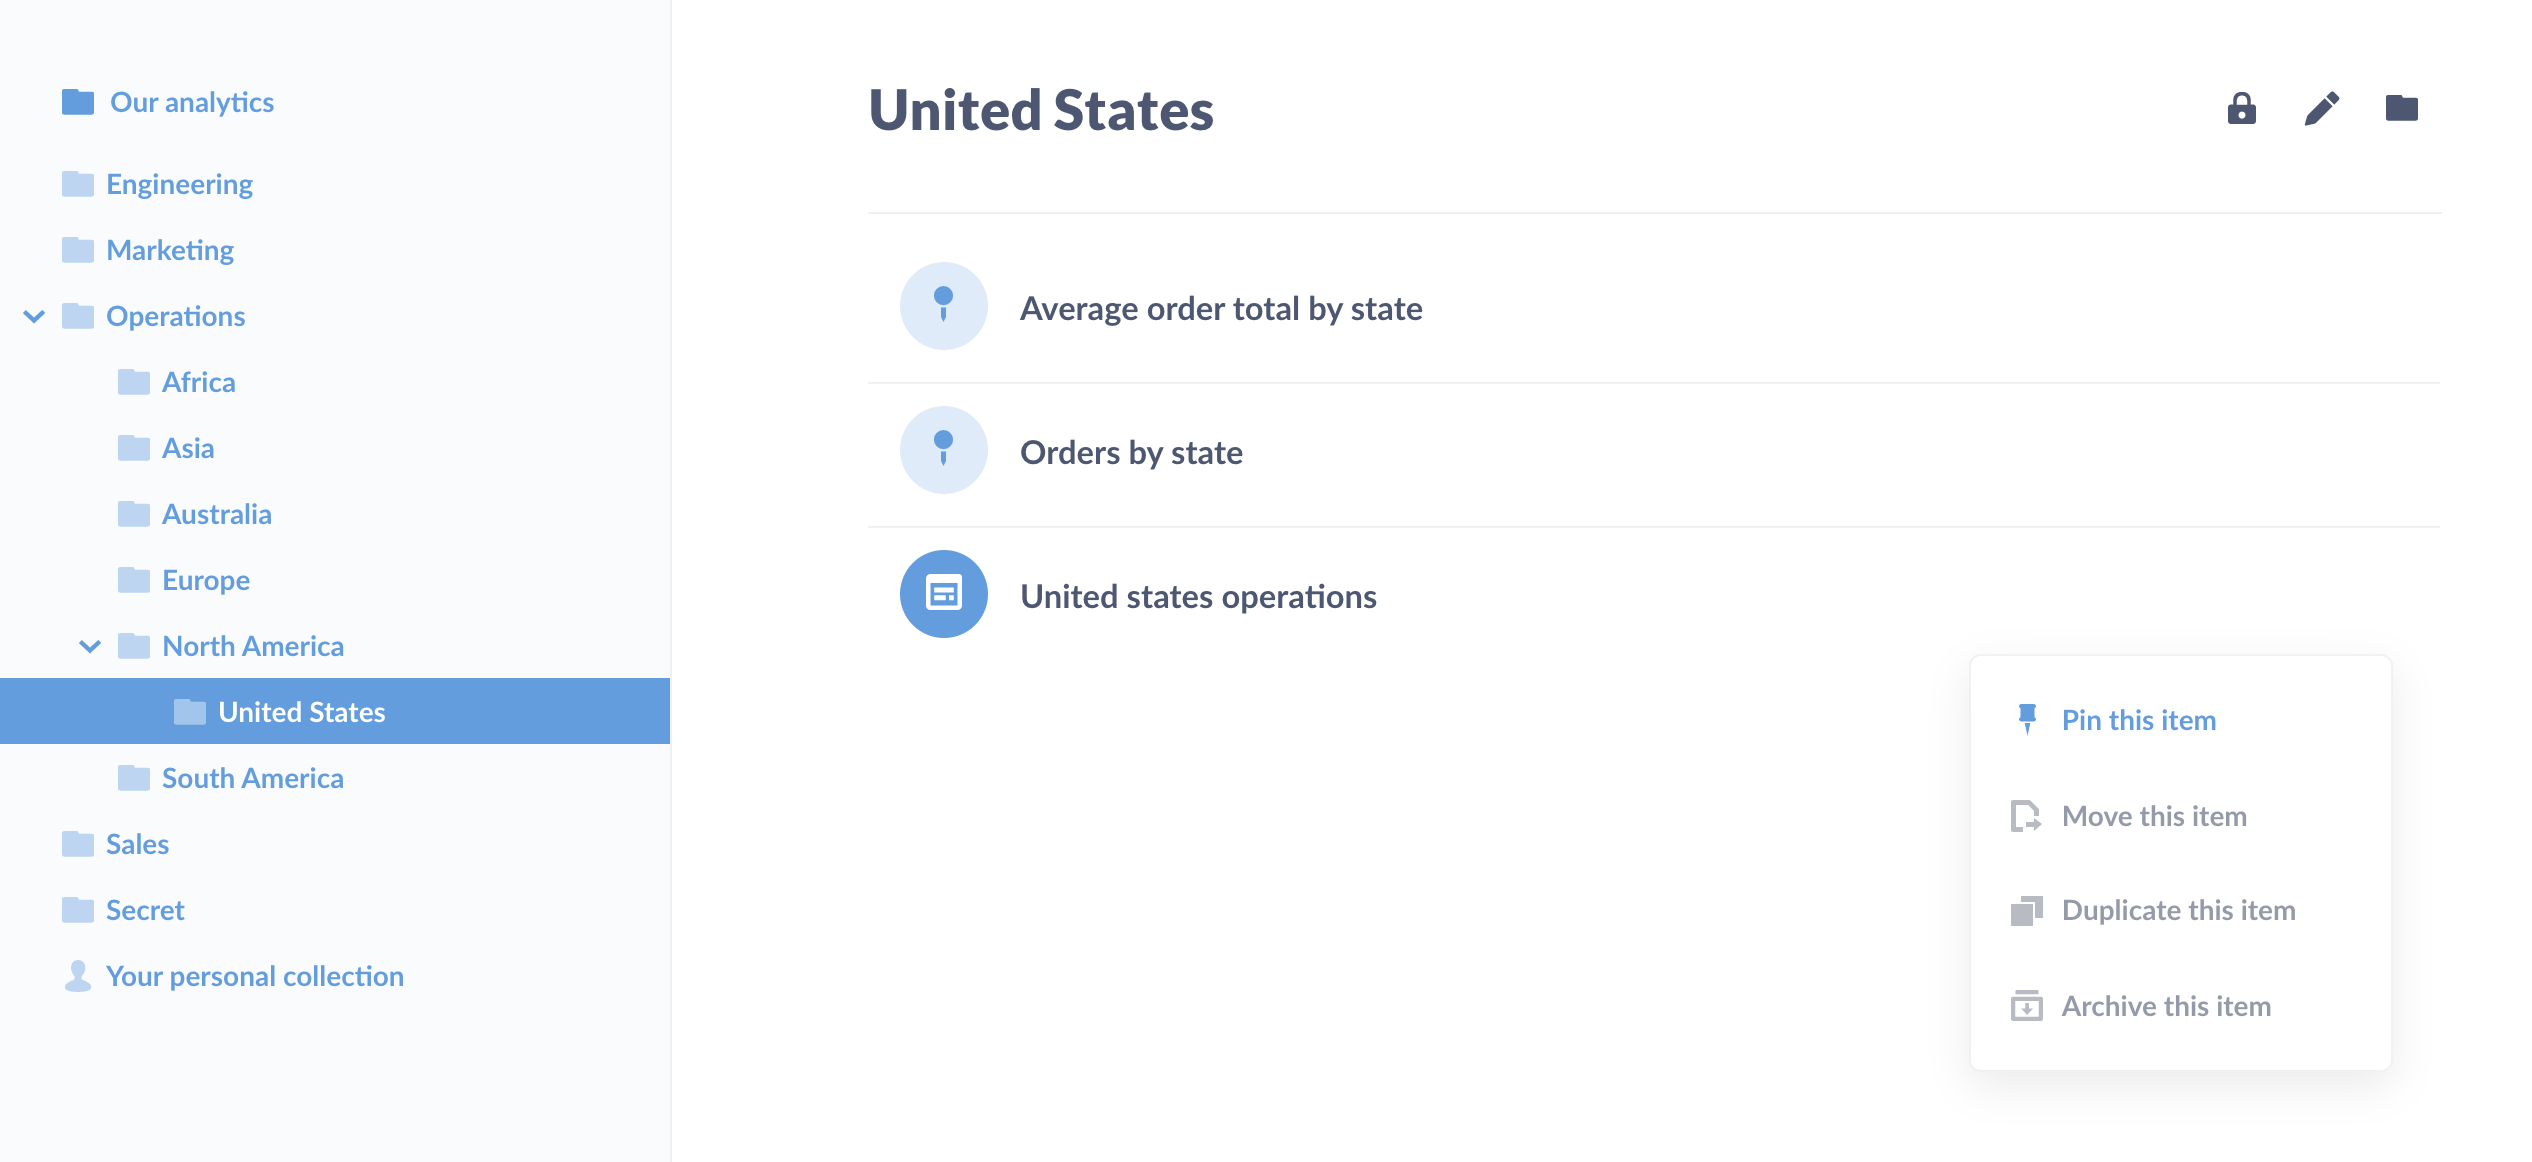 Our analytics
Engineering
Marketing
Operations
Africa
Asia
Australia
Europe
North America
United States
South America
Sales
Secret
Your personal collection
United States
Average order total by state
Orders by state
United states operations
Pin this item
Move this item
Duplicate this item
Archive this item